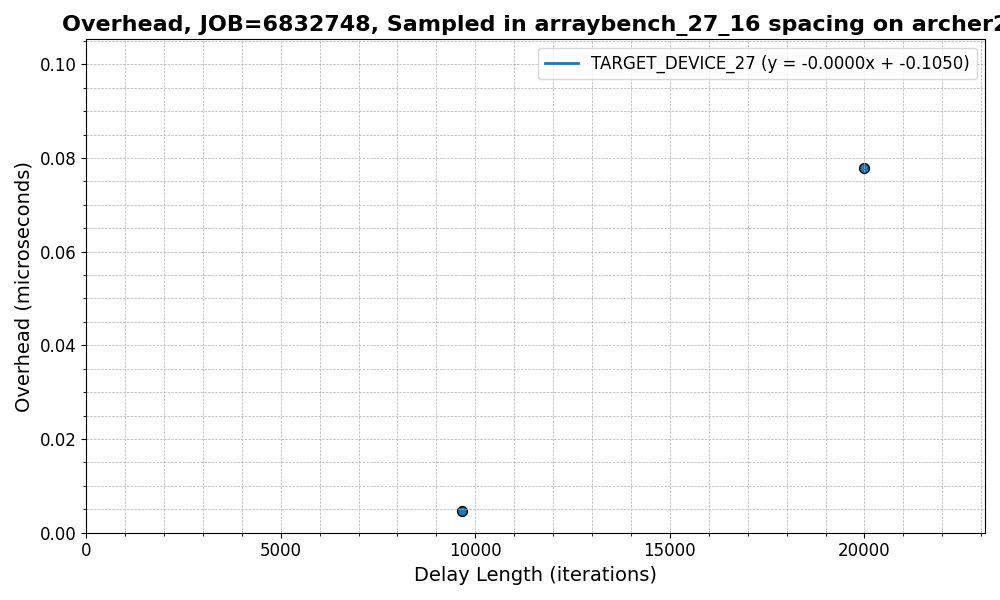 Overhead, JOB=6832748, Sampled in arraybench_27_16 spacing on archer2
TARGET_DEVICE_27 (y = -0.0000x + -0.1050)
0.10
0.08
0.06
0.04
0.02
0.00
Overhead (microseconds)
0 5000 10000 15000 20000
Delay Length (iterations)